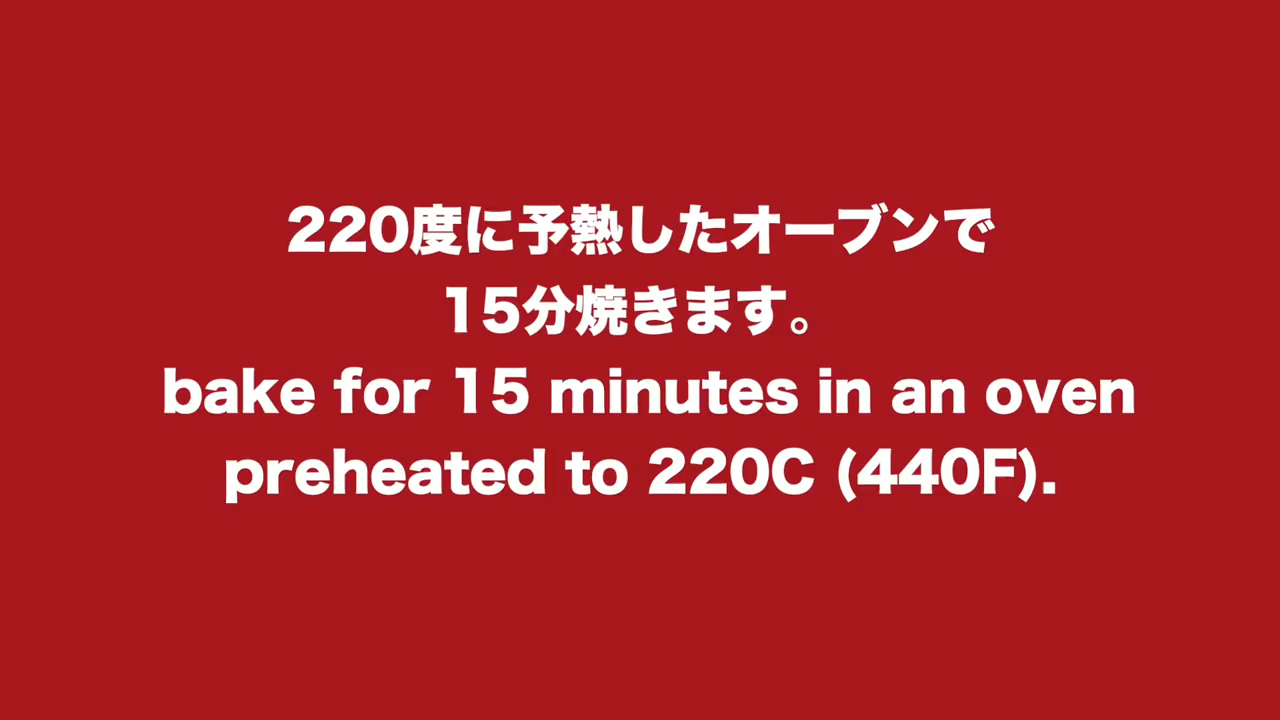 220度に予熱したオーブンで
15分焼きます。
bake for 15 minutes in an oven
preheated to 220C (440F).